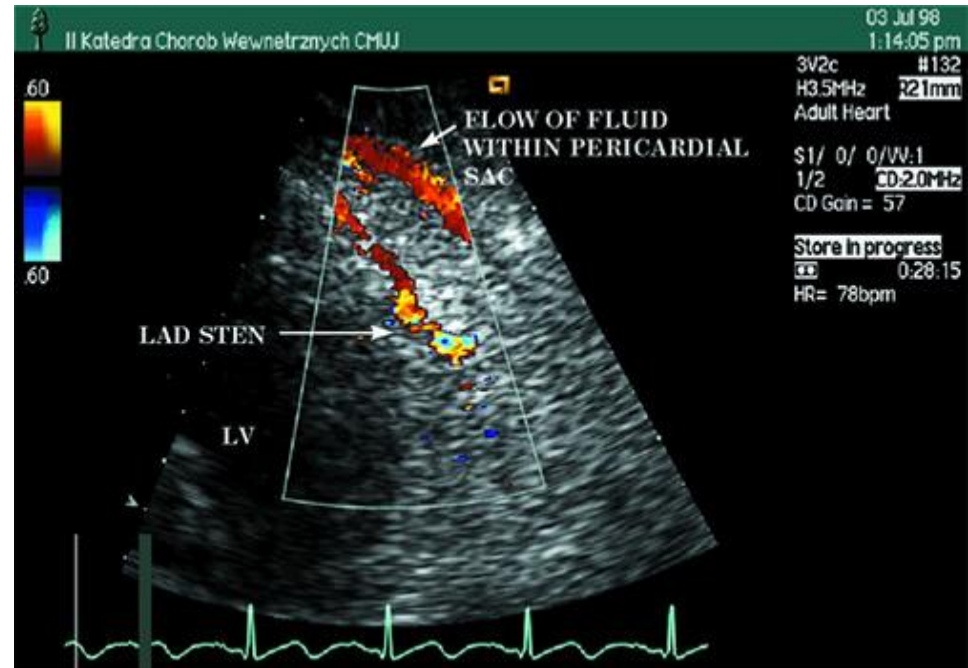 II Katedra Chorob Wewnetrznych CMUJ
03 Jul 98
1:14:05 pm
3V2c #132
H3.5MHz R21mm
Adult Heart
S1/ 0/ 0/VV:1
1/2 CD:2.0MHz
CD Gain = 57
Store in progress
0:28:15
HR= 78bpm
.60
.60
FLOW OF FLUID
WITHIN PERICARDIAL
SAC
LAD STEN
LV